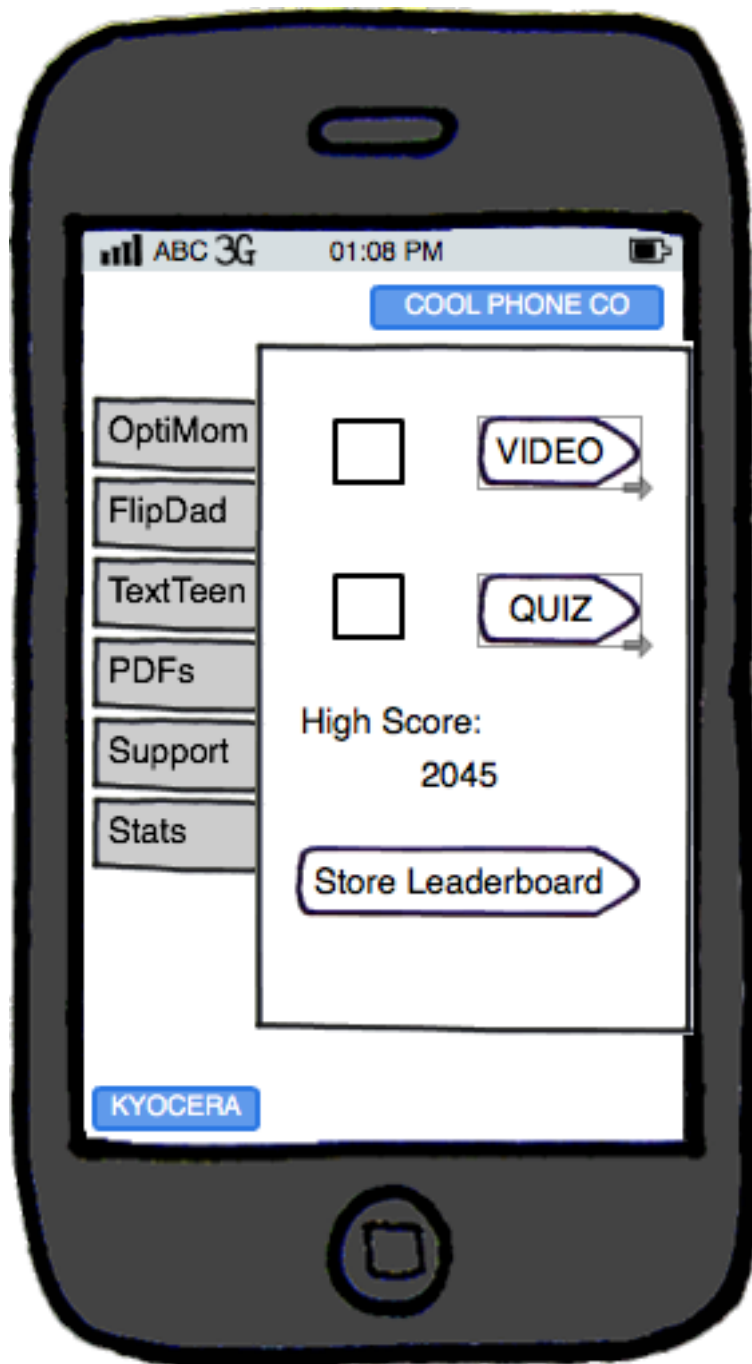 ABC 3G 01:08 PM
COOL PHONE CO
OptiMom
FlipDad
TextTeen
PDFs
Support
Stats
VIDEO
QUIZ
High Score:
2045
Store Leaderboard
KYOCERA